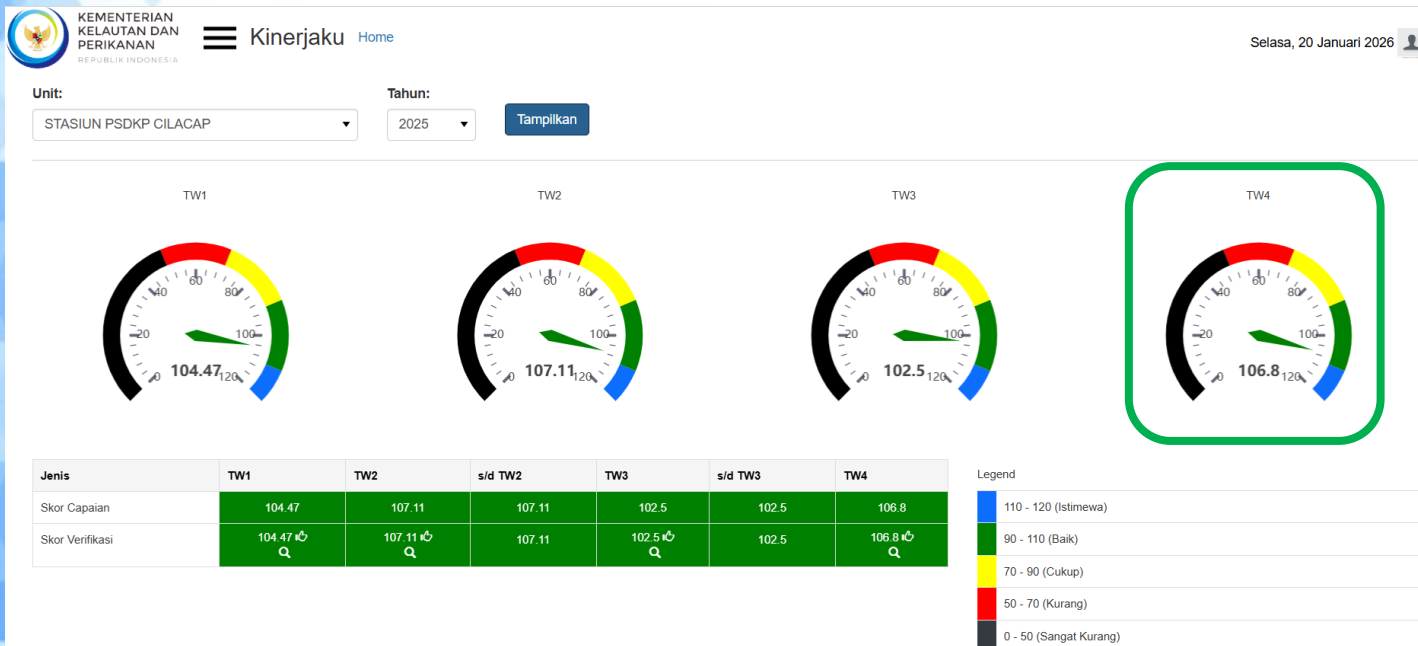 KEMENTERIAN
KELAUTAN DAN
PERIKANAN
REPUBLIK INDONESIA
Kinerjaku Home
Selasa, 20 Januari 2026
Unit:
Tahun:
STASIUN PSDKP CILACAP
2025
Tampilkan
TW1
0 20 40 60 80 100 120
104.47
TW2
0 20 40 60 80 100 120
107.11
TW3
0 20 40 60 80 100 120
102.5
TW4
0 20 40 60 80 100 120
106.8
Jenis TW1 TW2 s/d TW2 TW3 s/d TW3 TW4
Skor Capaian 104.47 107.11 107.11 102.5 102.5 106.8
Skor Verifikasi 104.47 107.11 107.11 102.5 102.5 106.8
Legend
110 - 120 (Istimewa)
90 - 110 (Baik)
70 - 90 (Cukup)
50 - 70 (Kurang)
0 - 50 (Sangat Kurang)